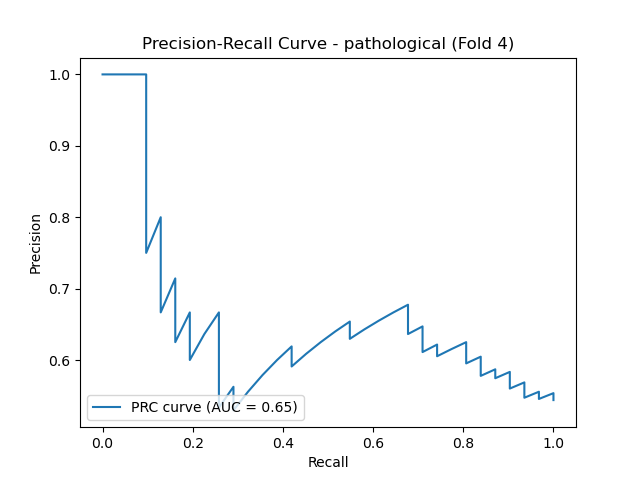 Precision-Recall Curve - pathological (Fold 4)
1.0
0.9
0.8
0.7
0.6
Precision
PRC curve (AUC = 0.65)
0.0 0.2 0.4 0.6 0.8 1.0
Recall